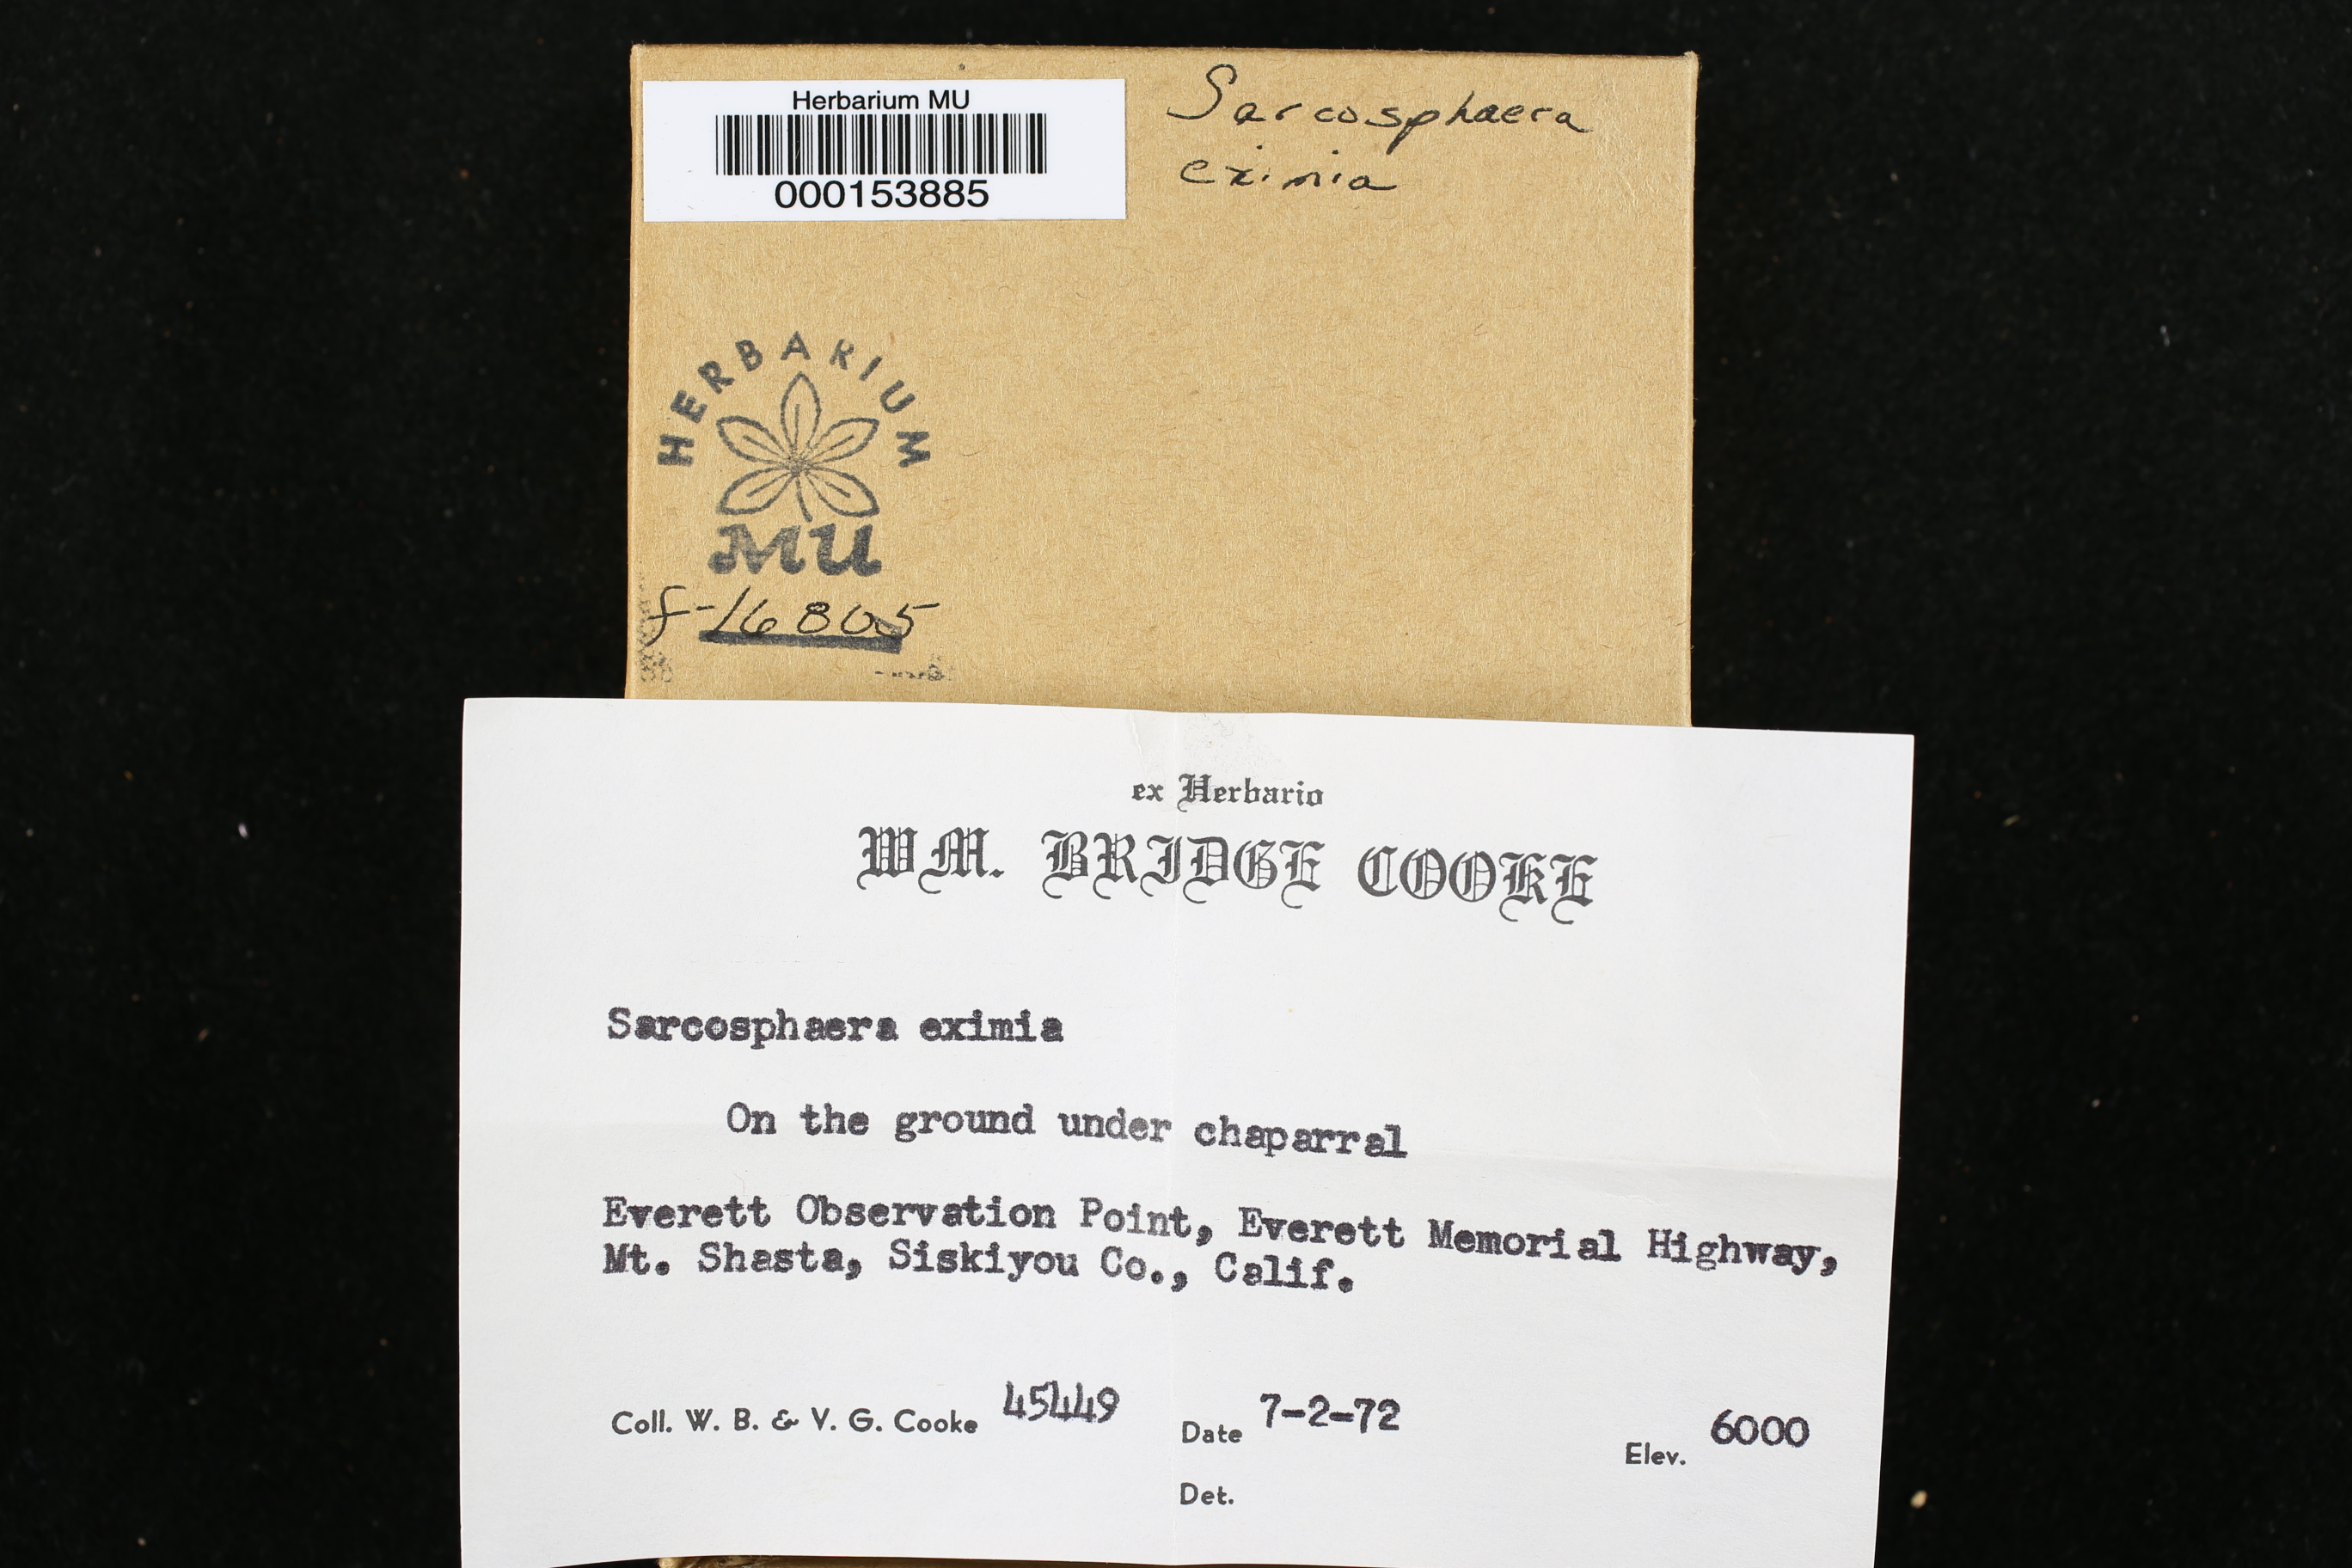 Herbarium MU
000153885
Sarcosphaera
eximia
HERBARIUM
MU
f-16805
ex Herbario
WM. BRIDGE COOKE
Sarcosphaera eximia
On the ground under chaparral
Everett Observation Point, Everett Memorial Highway,
Mt. Shasta, Siskiyou Co., Calif.
Coll. W. B. & V. G. Cooke 45449 Date 7-2-72 Elev. 6000
Det.